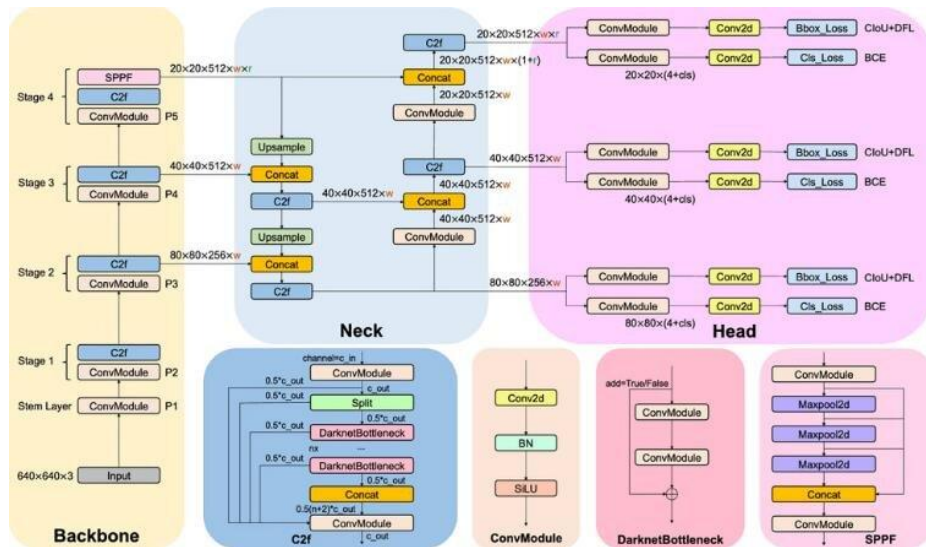 20×20×512×w×r
C2f
ConvModule
Conv2d
Bbox_Loss
CIoU+DFL
20×20×512×w×(1+r)
ConvModule
Conv2d
Cls_Loss
BCE
20×20×(4+cls)
Stage 4
SPPF
20×20×512×w×r
Concat
C2f
20×20×512×w
ConvModule
P5
ConvModule
Upsample
Stage 3
C2f
40×40×512×w
Concat
C2f
40×40×512×w
ConvModule
Conv2d
Bbox_Loss
CIoU+DFL
ConvModule
P4
40×40×512×w
C2f
40×40×512×w
Concat
ConvModule
Conv2d
Cls_Loss
BCE
40×40×(4+cls)
40×40×512×w
Upsample
ConvModule
Stage 2
C2f
80×80×256×w
Concat
ConvModule
P3
C2f
80×80×256×w
ConvModule
Conv2d
Bbox_Loss
CIoU+DFL
ConvModule
Conv2d
Cls_Loss
BCE
80×80×(4+cls)
Neck
Head
Stage 1
C2f
ConvModule
P2
Stem Layer
ConvModule
P1
640×640×3
Input
Backbone
channel=c_in
ConvModule
0.5*c_out
c_out
Split
0.5*c_out
0.5*c_out
DarknetBottleneck
nx
...
0.5*c_out
DarknetBottleneck
0.5*c_out
Concat
0.5(n+2)*c_out
ConvModule
C2f
c_out
Conv2d
BN
SiLU
ConvModule
add=True/False
ConvModule
ConvModule
DarknetBottleneck
ConvModule
Maxpool2d
Maxpool2d
Maxpool2d
Concat
ConvModule
SPPF